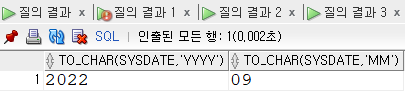 질의 결과 × 질의 결과 1 × 질의 결과 2 × 질의 결과 3 ×
SQL | 인출된 모든 행: 1(0,002초)
TO_CHAR(SYSDATE,'YYYY') TO_CHAR(SYSDATE,'MM')
1 2022 09